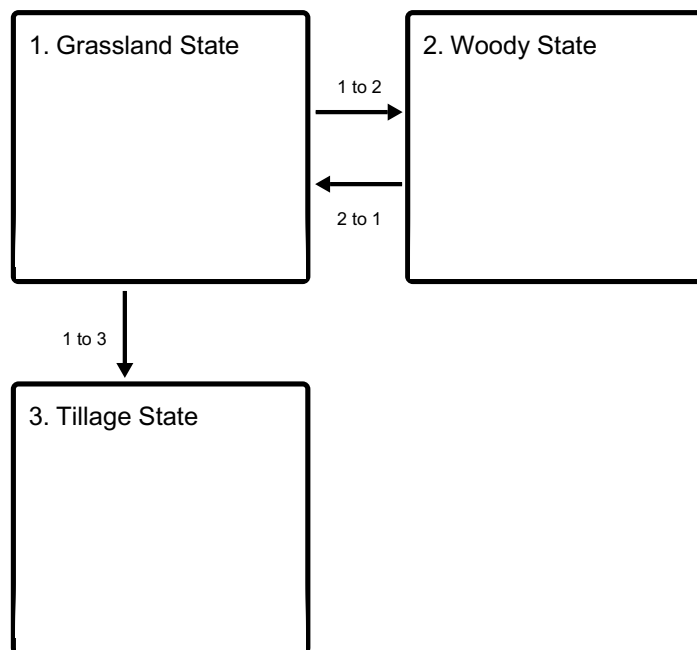 1. Grassland State
2. Woody State
1 to 2
2 to 1
1 to 3
3. Tillage State